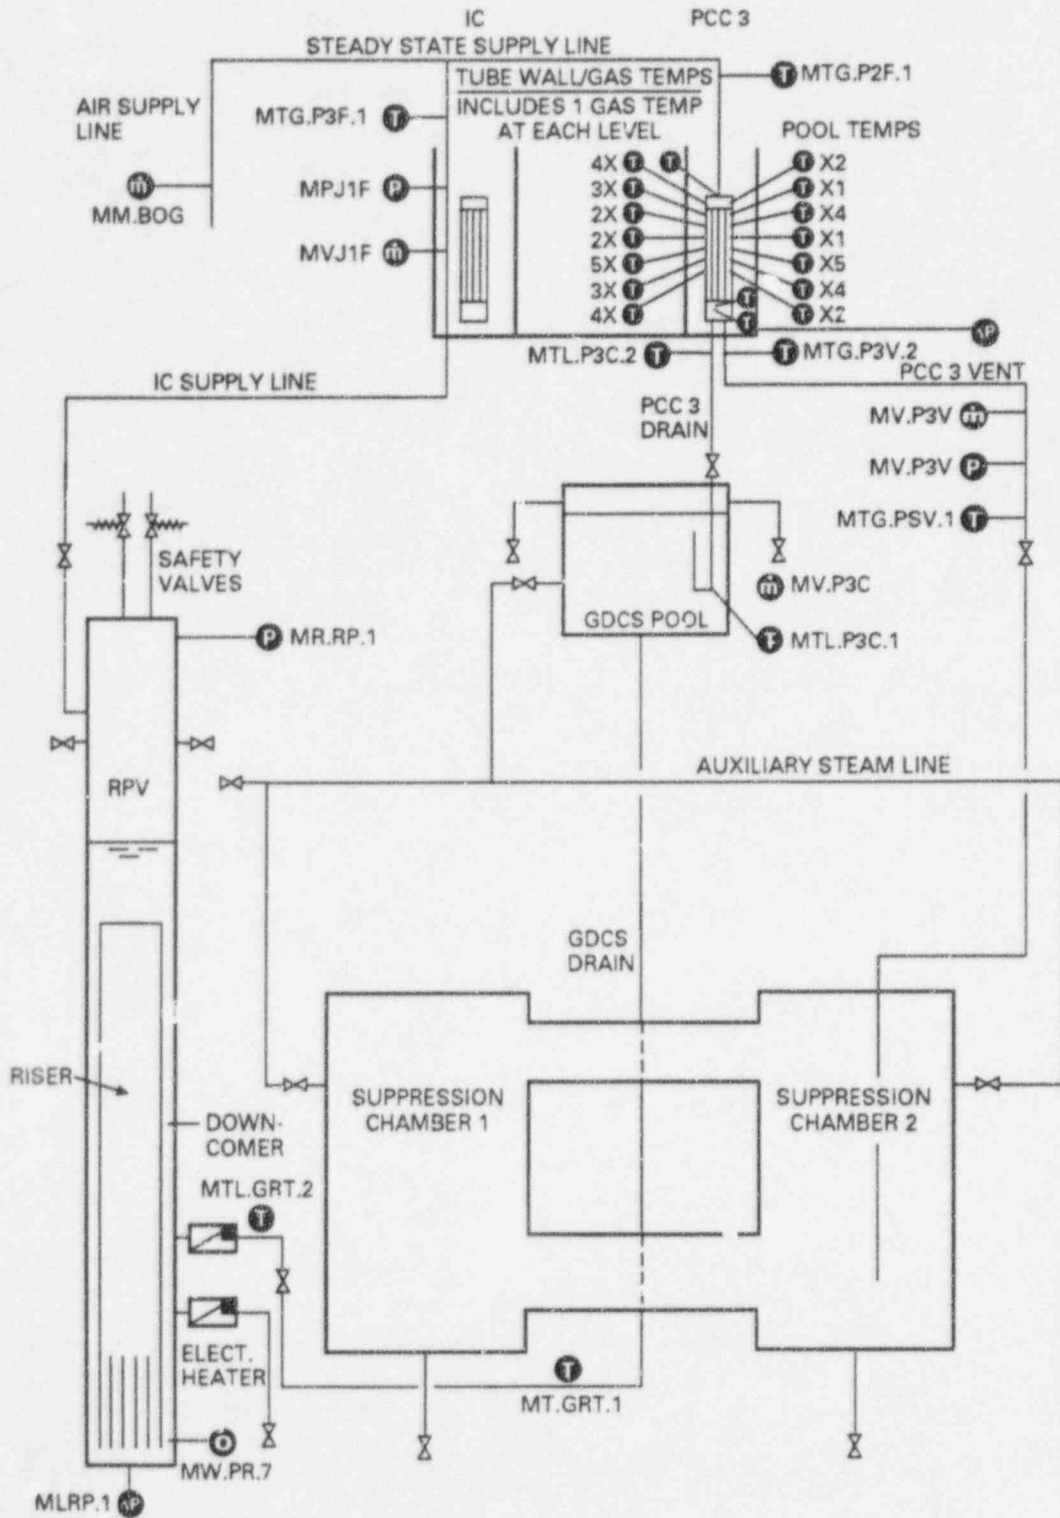 IC
PCC 3
STEADY STATE SUPPLY LINE
TUBE WALL/GAS TEMPS
T MTG.P2F.1
AIR SUPPLY
LINE
MTG.P3F.1 T
INCLUDES 1 GAS TEMP
AT EACH LEVEL
POOL TEMPS
4X T T
T X2
3X T
T X1
ṁ
MPJ1F P
2X T
T X4
MM.BOG
2X T
T X1
MVJ1F ṁ
5X T
T X5
3X T
T X4
T
4X T
T X2
T
ΔP
MTL.P3C.2 T
T MTG.P3V.2
IC SUPPLY LINE
PCC 3 VENT
PCC 3
DRAIN
MV.P3V ṁ
MV.P3V P
MTG.PSV.1 T
SAFETY
VALVES
ṁ MV.P3C
GDCS POOL
P MR.RP.1
T MTL.P3C.1
AUXILIARY STEAM LINE
RPV
GDCS
DRAIN
RISER
SUPPRESSION
CHAMBER 1
SUPPRESSION
CHAMBER 2
DOWN-
COMER
MTL.GRT.2
T
ELECT.
HEATER
T
MT.GRT.1
MW.PR.7
MLRP.1 ΔP